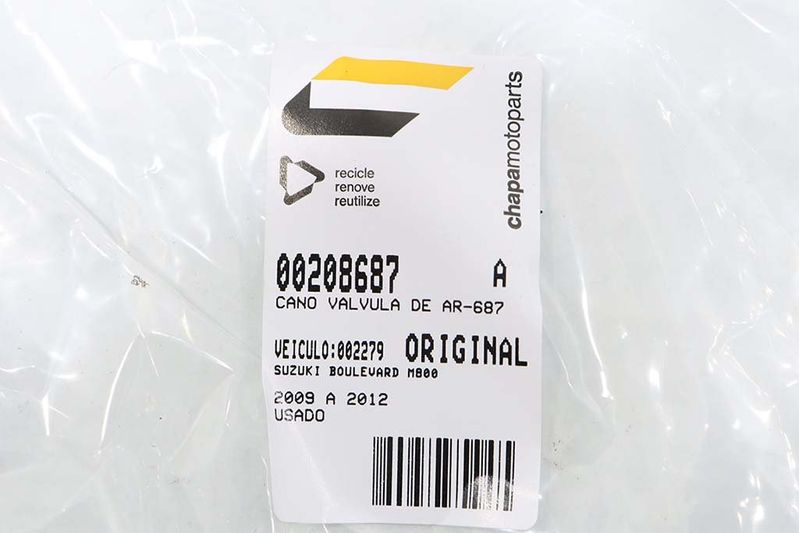 chapamotoparts
recicle
renove
reutilize
00208687 A
CANO VALVULA DE AR-687
VEICULO:002279 ORIGINAL
SUZUKI BOULEVARD M800
2009 A 2012
USADO